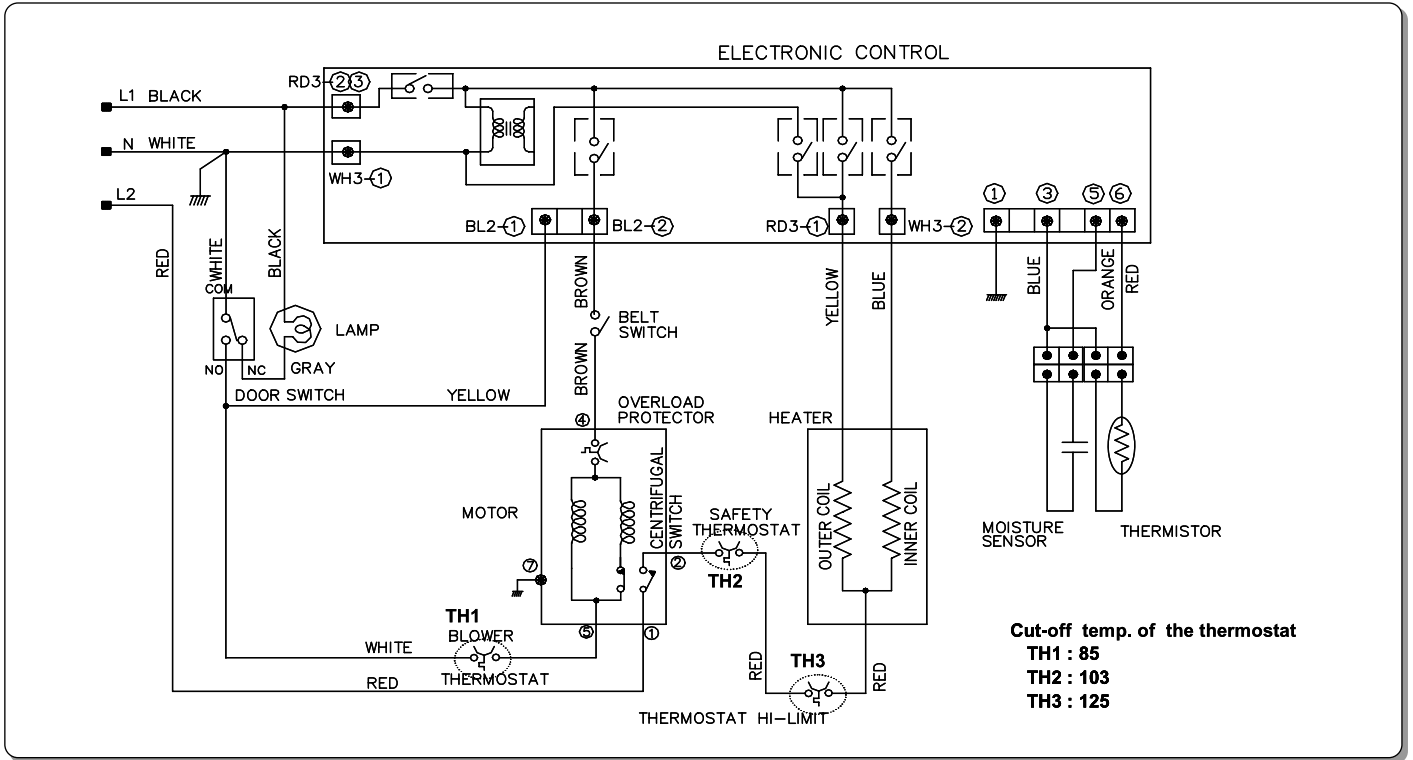 ELECTRONIC CONTROL
RD3-②③
L1 BLACK
N WHITE
WH3-①
L2
BL2-①
BL2-②
RD3-①
WH3-②
①
③
⑤
⑥
RED
WHITE
BLACK
BROWN
YELLOW
BLUE
BLUE
ORANGE
RED
COM
LAMP
BELT
SWITCH
NO
NC
GRAY
BROWN
DOOR SWITCH
YELLOW
OVERLOAD
PROTECTOR
④
HEATER
MOTOR
CENTRIFUGAL
SWITCH
SAFETY
THERMOSTAT
OUTER COIL
INNER COIL
MOISTURE
SENSOR
THERMISTOR
⑦
②
TH2
TH1
BLOWER
THERMOSTAT
⑤
①
WHITE
RED
RED
TH3
RED
THERMOSTAT HI-LIMIT
Cut-off temp. of the thermostat
TH1 : 85
TH2 : 103
TH3 : 125